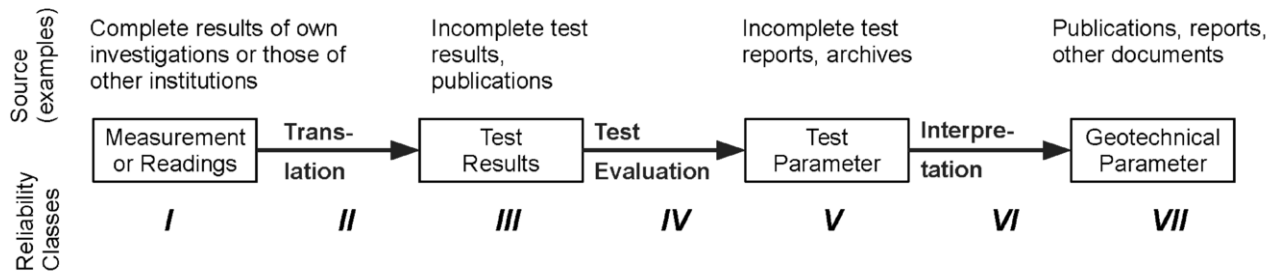 Source
(examples)
Complete results of own
investigations or those of
other institutions
Incomplete test
results,
publications
Incomplete test
reports, archives
Publications, reports,
other documents
Measurement
or Readings
Trans-
lation
Test
Results
Test
Evaluation
Test
Parameter
Interpre-
tation
Geotechnical
Parameter
Reliability
Classes
I
II
III
IV
V
VI
VII